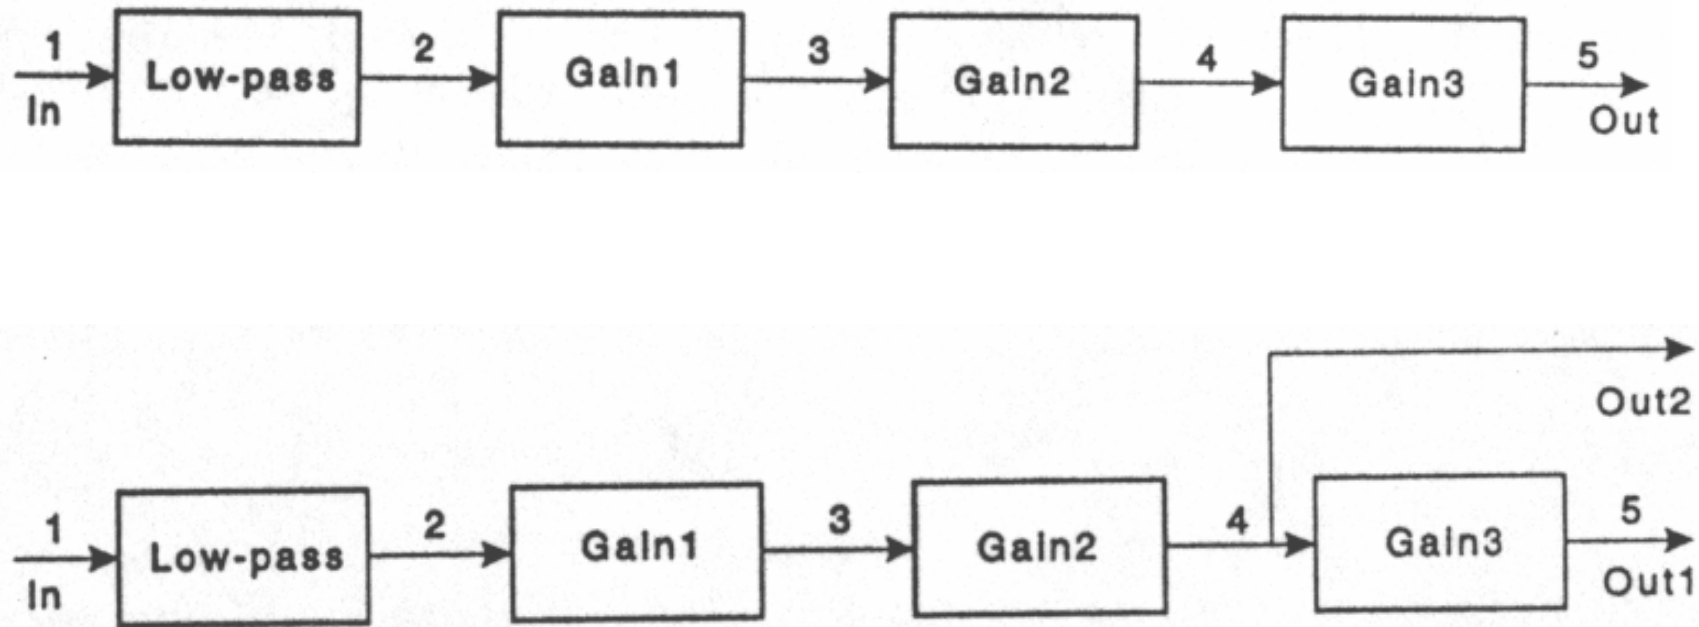 1 2 3 4 5
Low-pass Gain1 Gain2 Gain3
In Out
Out2
1 2 3 4 5
Low-pass Gain1 Gain2 Gain3
In Out1